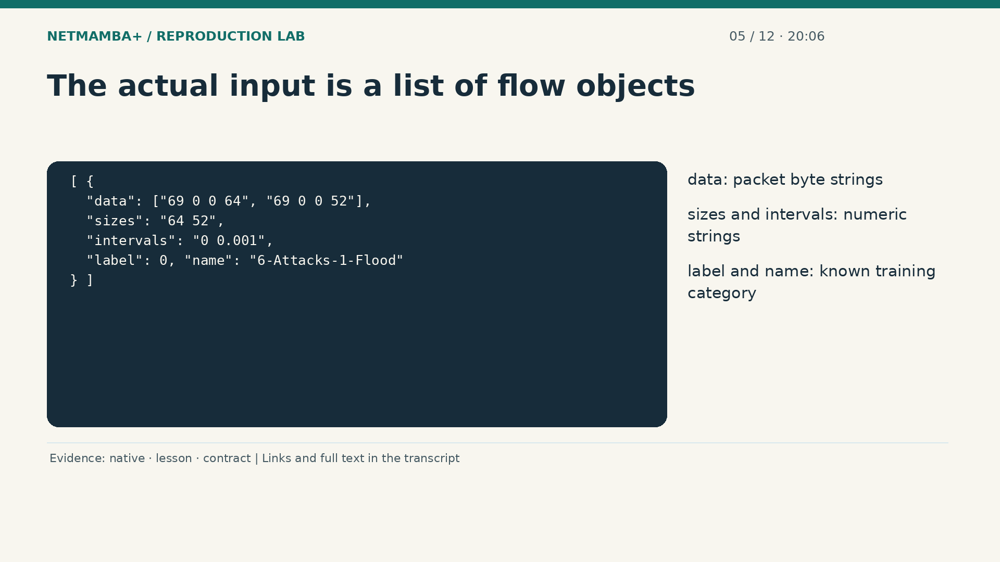 NETMAMBA+ / REPRODUCTION LAB
05 / 12 · 20:06
The actual input is a list of flow objects
[ {
  "data": ["69 0 0 64", "69 0 0 52"],
  "sizes": "64 52",
  "intervals": "0 0.001",
  "label": 0, "name": "6-Attacks-1-Flood"
} ]
data: packet byte strings
sizes and intervals: numeric
strings
label and name: known training
category
Evidence: native · lesson · contract | Links and full text in the transcript